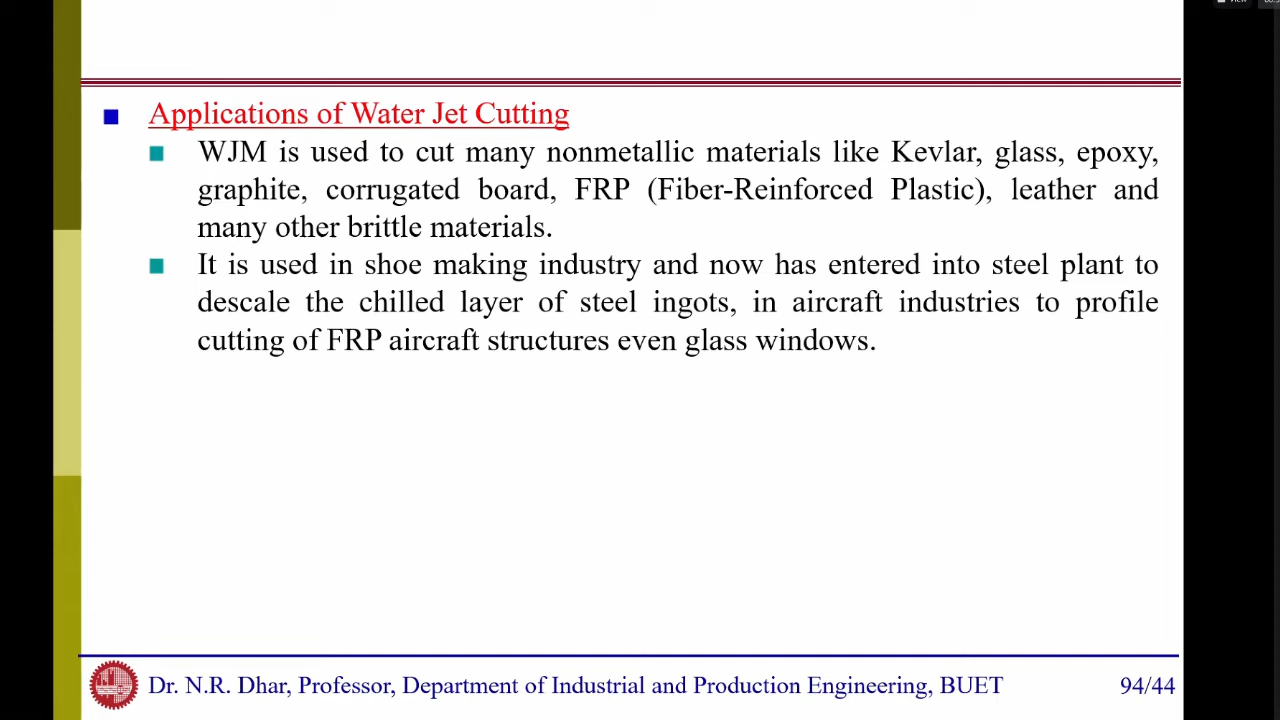 View
Applications of Water Jet Cutting
WJM is used to cut many nonmetallic materials like Kevlar, glass, epoxy,
graphite, corrugated board, FRP (Fiber-Reinforced Plastic), leather and
many other brittle materials.
It is used in shoe making industry and now has entered into steel plant to
descale the chilled layer of steel ingots, in aircraft industries to profile
cutting of FRP aircraft structures even glass windows.
Dr. N.R. Dhar, Professor, Department of Industrial and Production Engineering, BUET
94/44